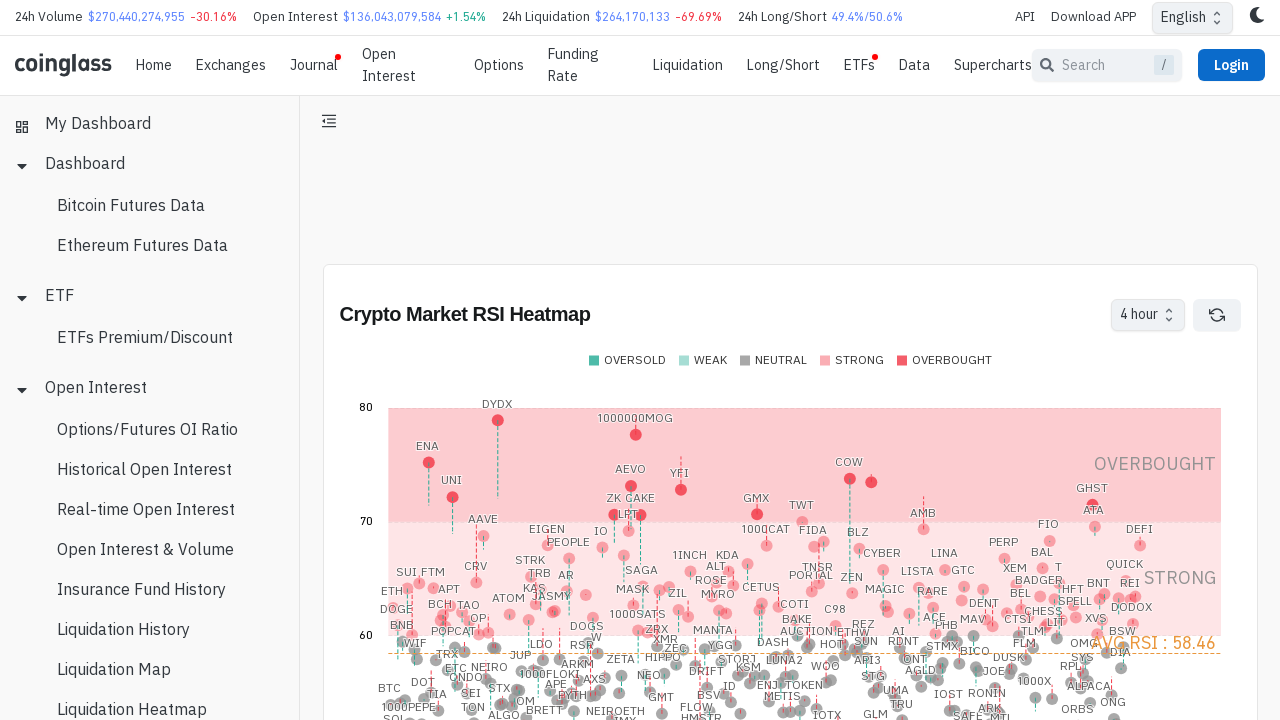 24h Volume $270,440,274,955 -30.16% Open Interest $136,043,079,584 +1.54% 24h Liquidation $264,170,133 -69.69% 24h Long/Short 49.4%/50.6% API Download APP English
coinglass Home Exchanges Journal Open Interest Options Funding Rate Liquidation Long/Short ETFs Data Supercharts Search / Login
My Dashboard
Dashboard
Bitcoin Futures Data
Ethereum Futures Data
ETF
ETFs Premium/Discount
Open Interest
Options/Futures OI Ratio
Historical Open Interest
Real-time Open Interest
Open Interest & Volume
Insurance Fund History
Liquidation History
Liquidation Map
Liquidation Heatmap
Crypto Market RSI Heatmap 4 hour
OVERSOLD WEAK NEUTRAL STRONG OVERBOUGHT
80
DYDX
1000000MOG
ENA
OVERBOUGHT
COW
AEVO
YFI
UNI
GHST
ZK CAKE
GMX
TWT
LPT
ATA
AMB
70
AAVE
FIO
EIGEN
IO
1000CAT
FIDA
BLZ
DEFI
PEOPLE
PERP
1INCH KDA
CYBER
LINA
BAL
STRK
CRV
ALT
TNSR
QUICK
SUI FTM
TRB
AR
SAGA
PORTAL
ZEN
LISTA
GTC
XEM
T
STRONG
ROSE
BADGER
BNT
REI
ETH
APT
KAS
MASK
CETUS
MAGIC
RARE
HFT
ATOM
JASMY
ZIL
MYRO
BEL
SPELL
DOGE
BCH
TAO
COTI
C98
DENT
CHESS
DODOX
OP
1000SATS
BAKE
ACE
MAV
CTSI
LIT
XVS
BNB
POPCAT
DOGS
ZRX
MANTA
AUCTION
ETHW
REZ
AI
PHB
TLM
BSW
60
WIF
LDO
RSR
W
XMR
ZEC
YGG
DASH
HOT
SUN
RDNT
STMX
BICO
FLM
OMG
AVG RSI : 58.46
TRX
JUP
ZETA
HIPPO
STORJ
LUNA2
WOO
API3
ONT
DUSK
SYS
DIA
ETC
NEIRO
ARKM
KSM
AGLD
JOE
RPL
ONDO
1000FLOKI
AXS
NEO
DRIFT
STG
DOT
BTC
TIA
SEI
STX
APE
PYTH
GMT
ID
BSV
ENJ
TOKEN
METIS
UMA
IOST
RONIN
1000X
ALPACA
1000PEPE
TON
BRETT
NEIROETH
FLOW
TRU
ARK
ORBS
ONG
ALGO
HMSTR
IOTX
GLM
SAFE
MTL
SOL
IMX